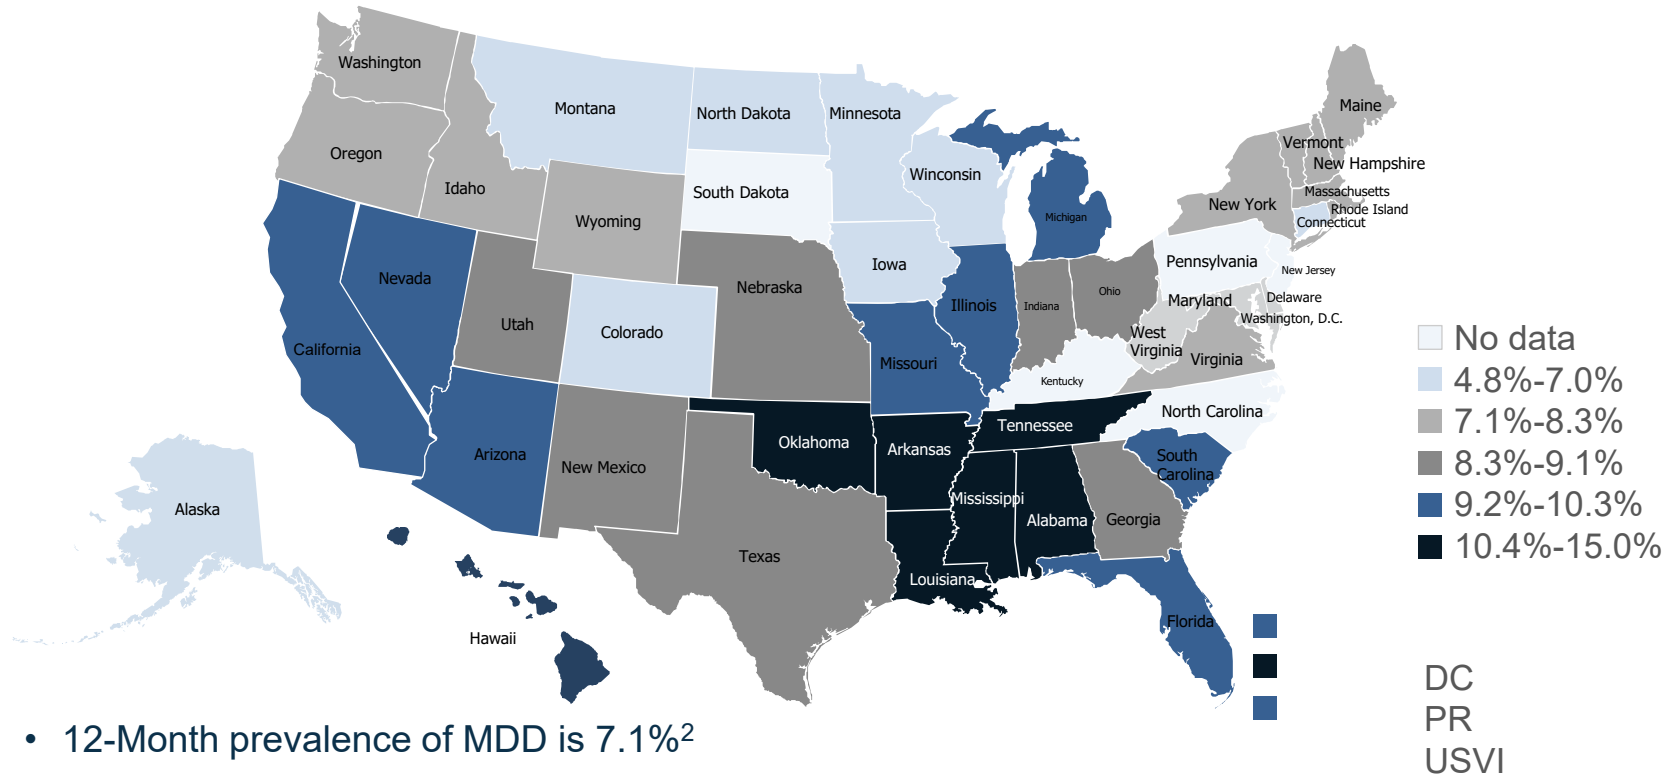 Washington
Montana
North Dakota
Minnesota
Maine
Oregon
Idaho
South Dakota
Winconsin
Vermont
New Hampshire
Massachusetts
Wyoming
Michigan
New York
Rhode Island
Connecticut
Nevada
Iowa
Pennsylvania
New Jersey
Nebraska
Utah
Colorado
Illinois
Indiana
Ohio
Maryland
Delaware
Washington, D.C.
California
Missouri
West
Virginia
Virginia
Kentucky
North Carolina
Oklahoma
Arkansas
Tennessee
Arizona
New Mexico
South
Carolina
Mississippi
Alabama
Georgia
Alaska
Texas
Louisiana
Hawaii
Florida
No data
4.8%-7.0%
7.1%-8.3%
8.3%-9.1%
9.2%-10.3%
10.4%-15.0%
DC
PR
USVI
• 12-Month prevalence of MDD is 7.1%²